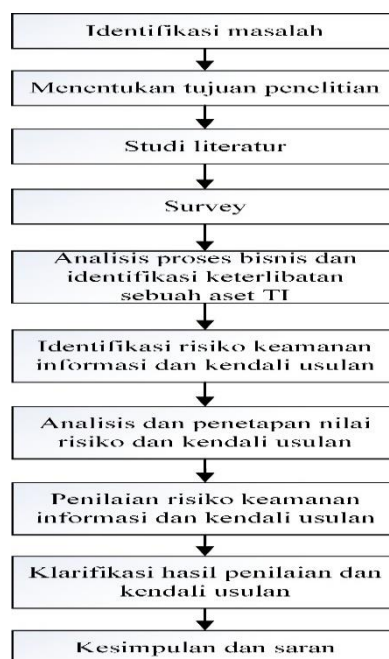 Identifikasi masalah
Menentukan tujuan penelitian
Studi literatur
Survey
Analisis proses bisnis dan
identifikasi keterlibatan
sebuah aset TI
Identifikasi risiko keamanan
informasi dan kendali usulan
Analisis dan penetapan nilai
risiko dan kendali usulan
Penilaian risiko keamanan
informasi dan kendali usulan
Klarifikasi hasil penilaian dan
kendali usulan
Kesimpulan dan saran